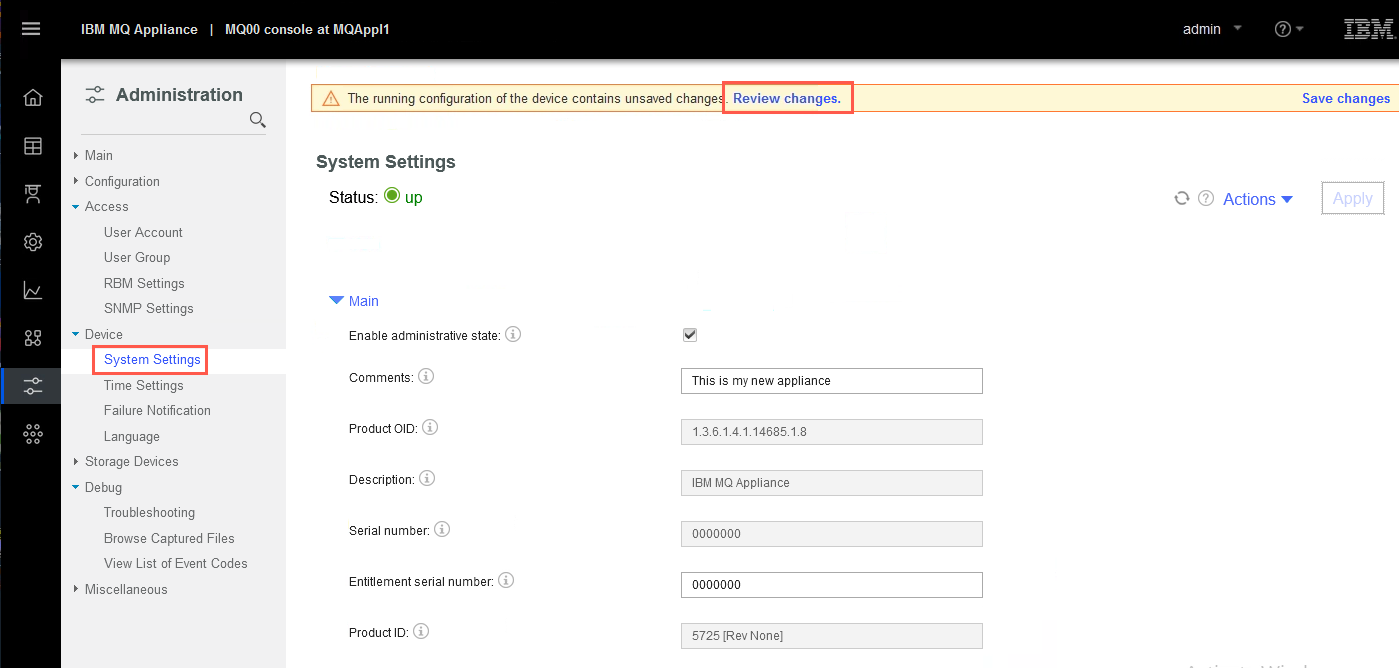 IBM MQ Appliance | MQ00 console at MQAppl1
admin
IBM.
Administration
Main
Configuration
Access
User Account
User Group
RBM Settings
SNMP Settings
Device
System Settings
Time Settings
Failure Notification
Language
Storage Devices
Debug
Troubleshooting
Browse Captured Files
View List of Event Codes
Miscellaneous
The running configuration of the device contains unsaved changes. Review changes.
Save changes
System Settings
Status: up
Actions
Apply
Main
Enable administrative state:
Comments: This is my new appliance
Product OID: 1.3.6.1.4.1.14685.1.8
Description: IBM MQ Appliance
Serial number: 0000000
Entitlement serial number: 0000000
Product ID: 5725 [Rev None]